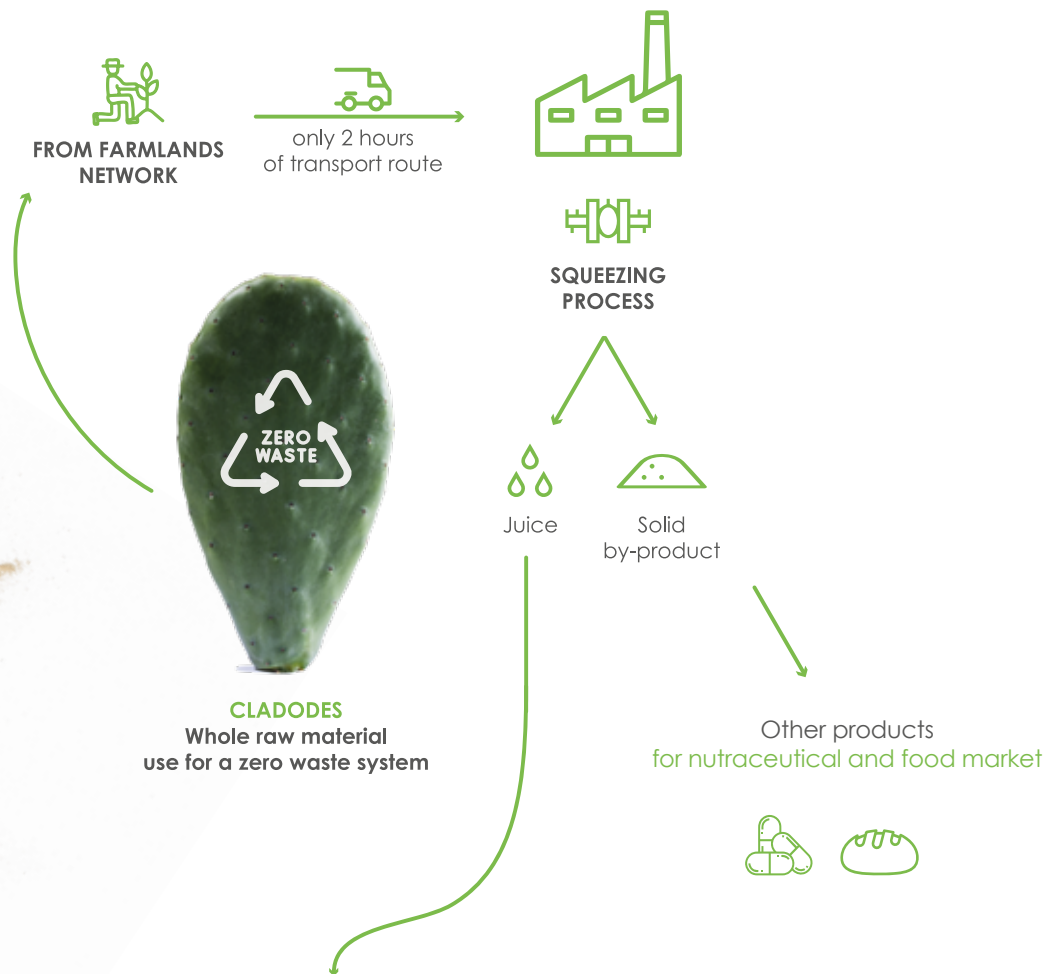 FROM FARMLANDS
NETWORK
only 2 hours
of transport route
SQUEEZING
PROCESS
ZERO
WASTE
Juice
Solid
by-product
CLADODES
Whole raw material
use for a zero waste system
Other products
for nutraceutical and food market